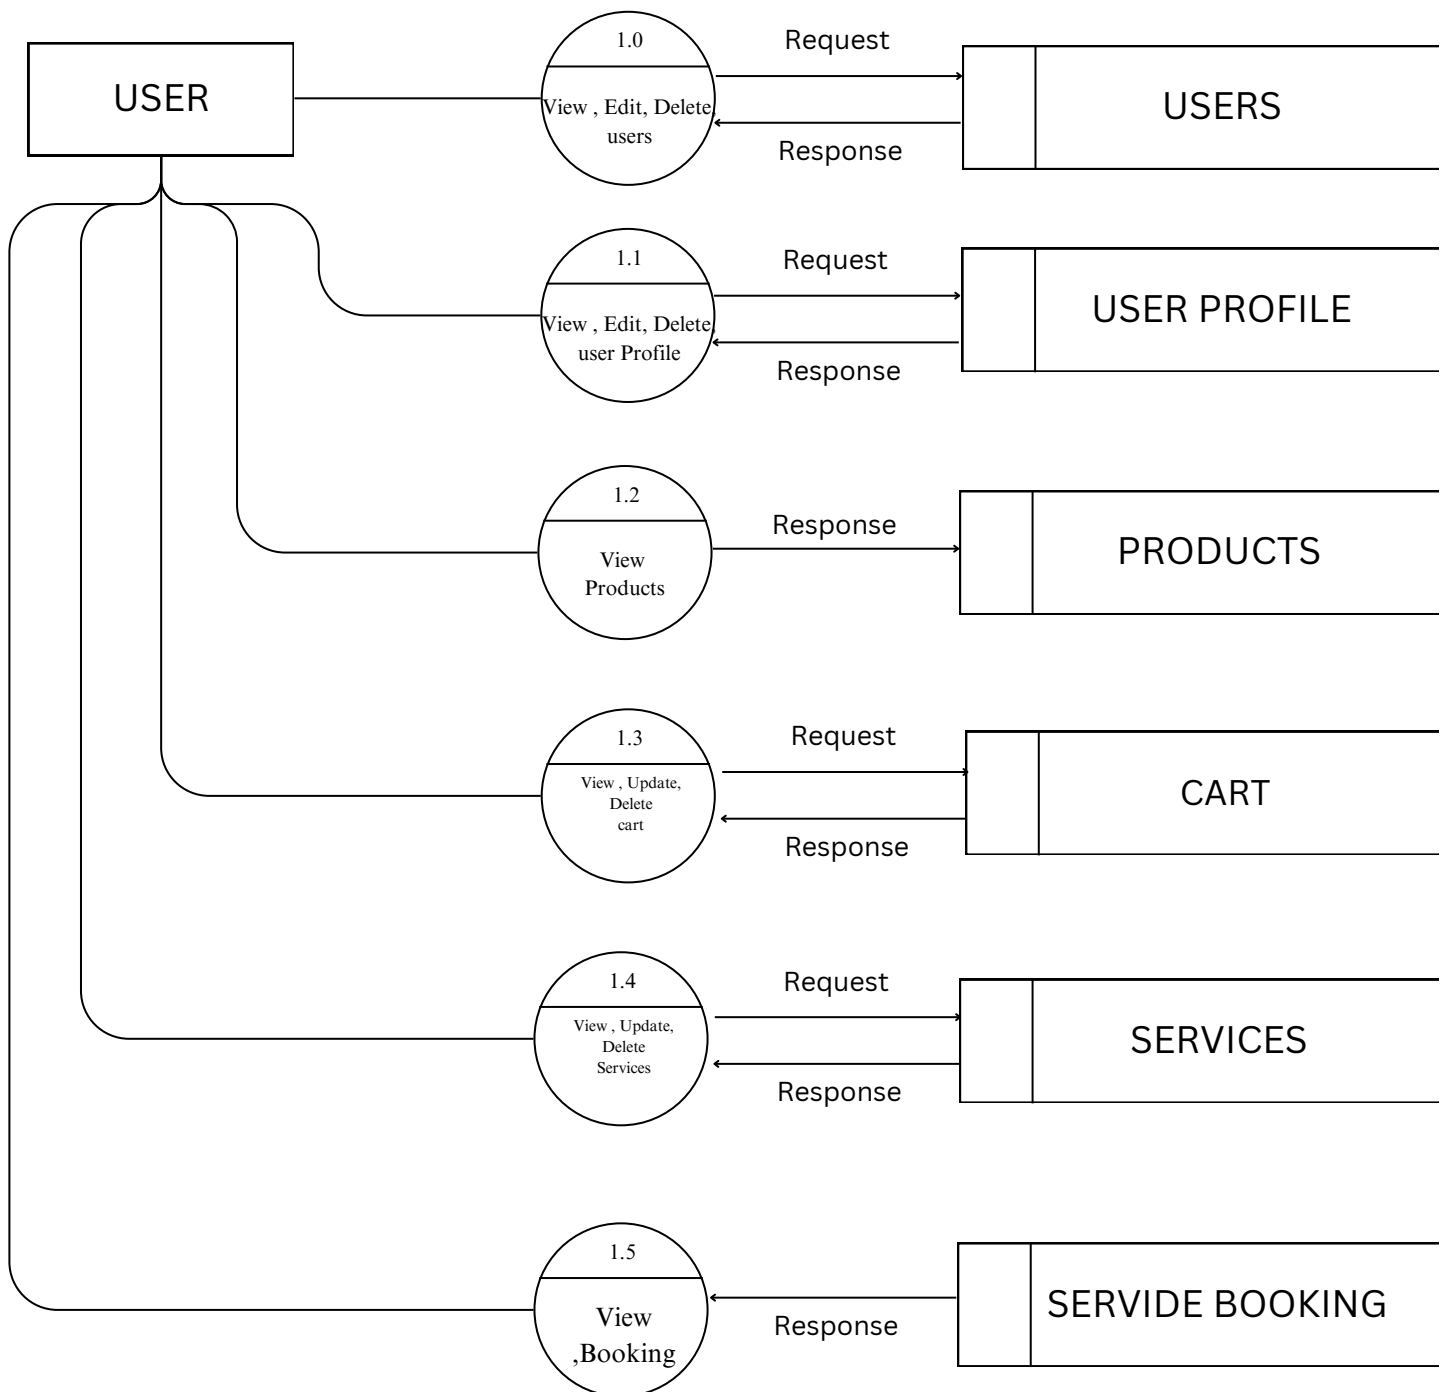 USER
1.0
View , Edit, Delete,
users
Request
Response
USERS
1.1
View , Edit, Delete,
user Profile
Request
Response
USER PROFILE
1.2
View
Products
Response
PRODUCTS
1.3
View , Update,
Delete
cart
Request
Response
CART
1.4
View , Update,
Delete
Services
Request
Response
SERVICES
1.5
View
,Booking
Response
SERVIDE BOOKING